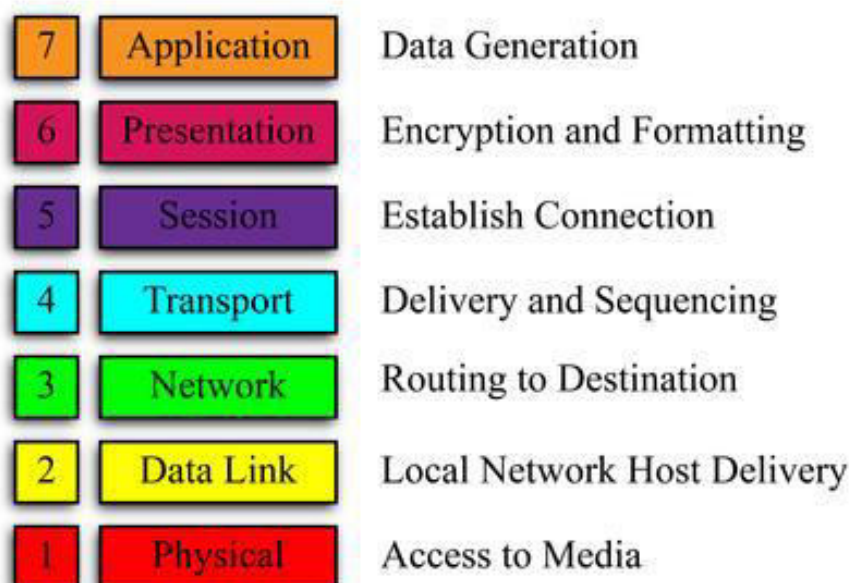 7 Application Data Generation
6 Presentation Encryption and Formatting
5 Session Establish Connection
4 Transport Delivery and Sequencing
3 Network Routing to Destination
2 Data Link Local Network Host Delivery
1 Physical Access to Media